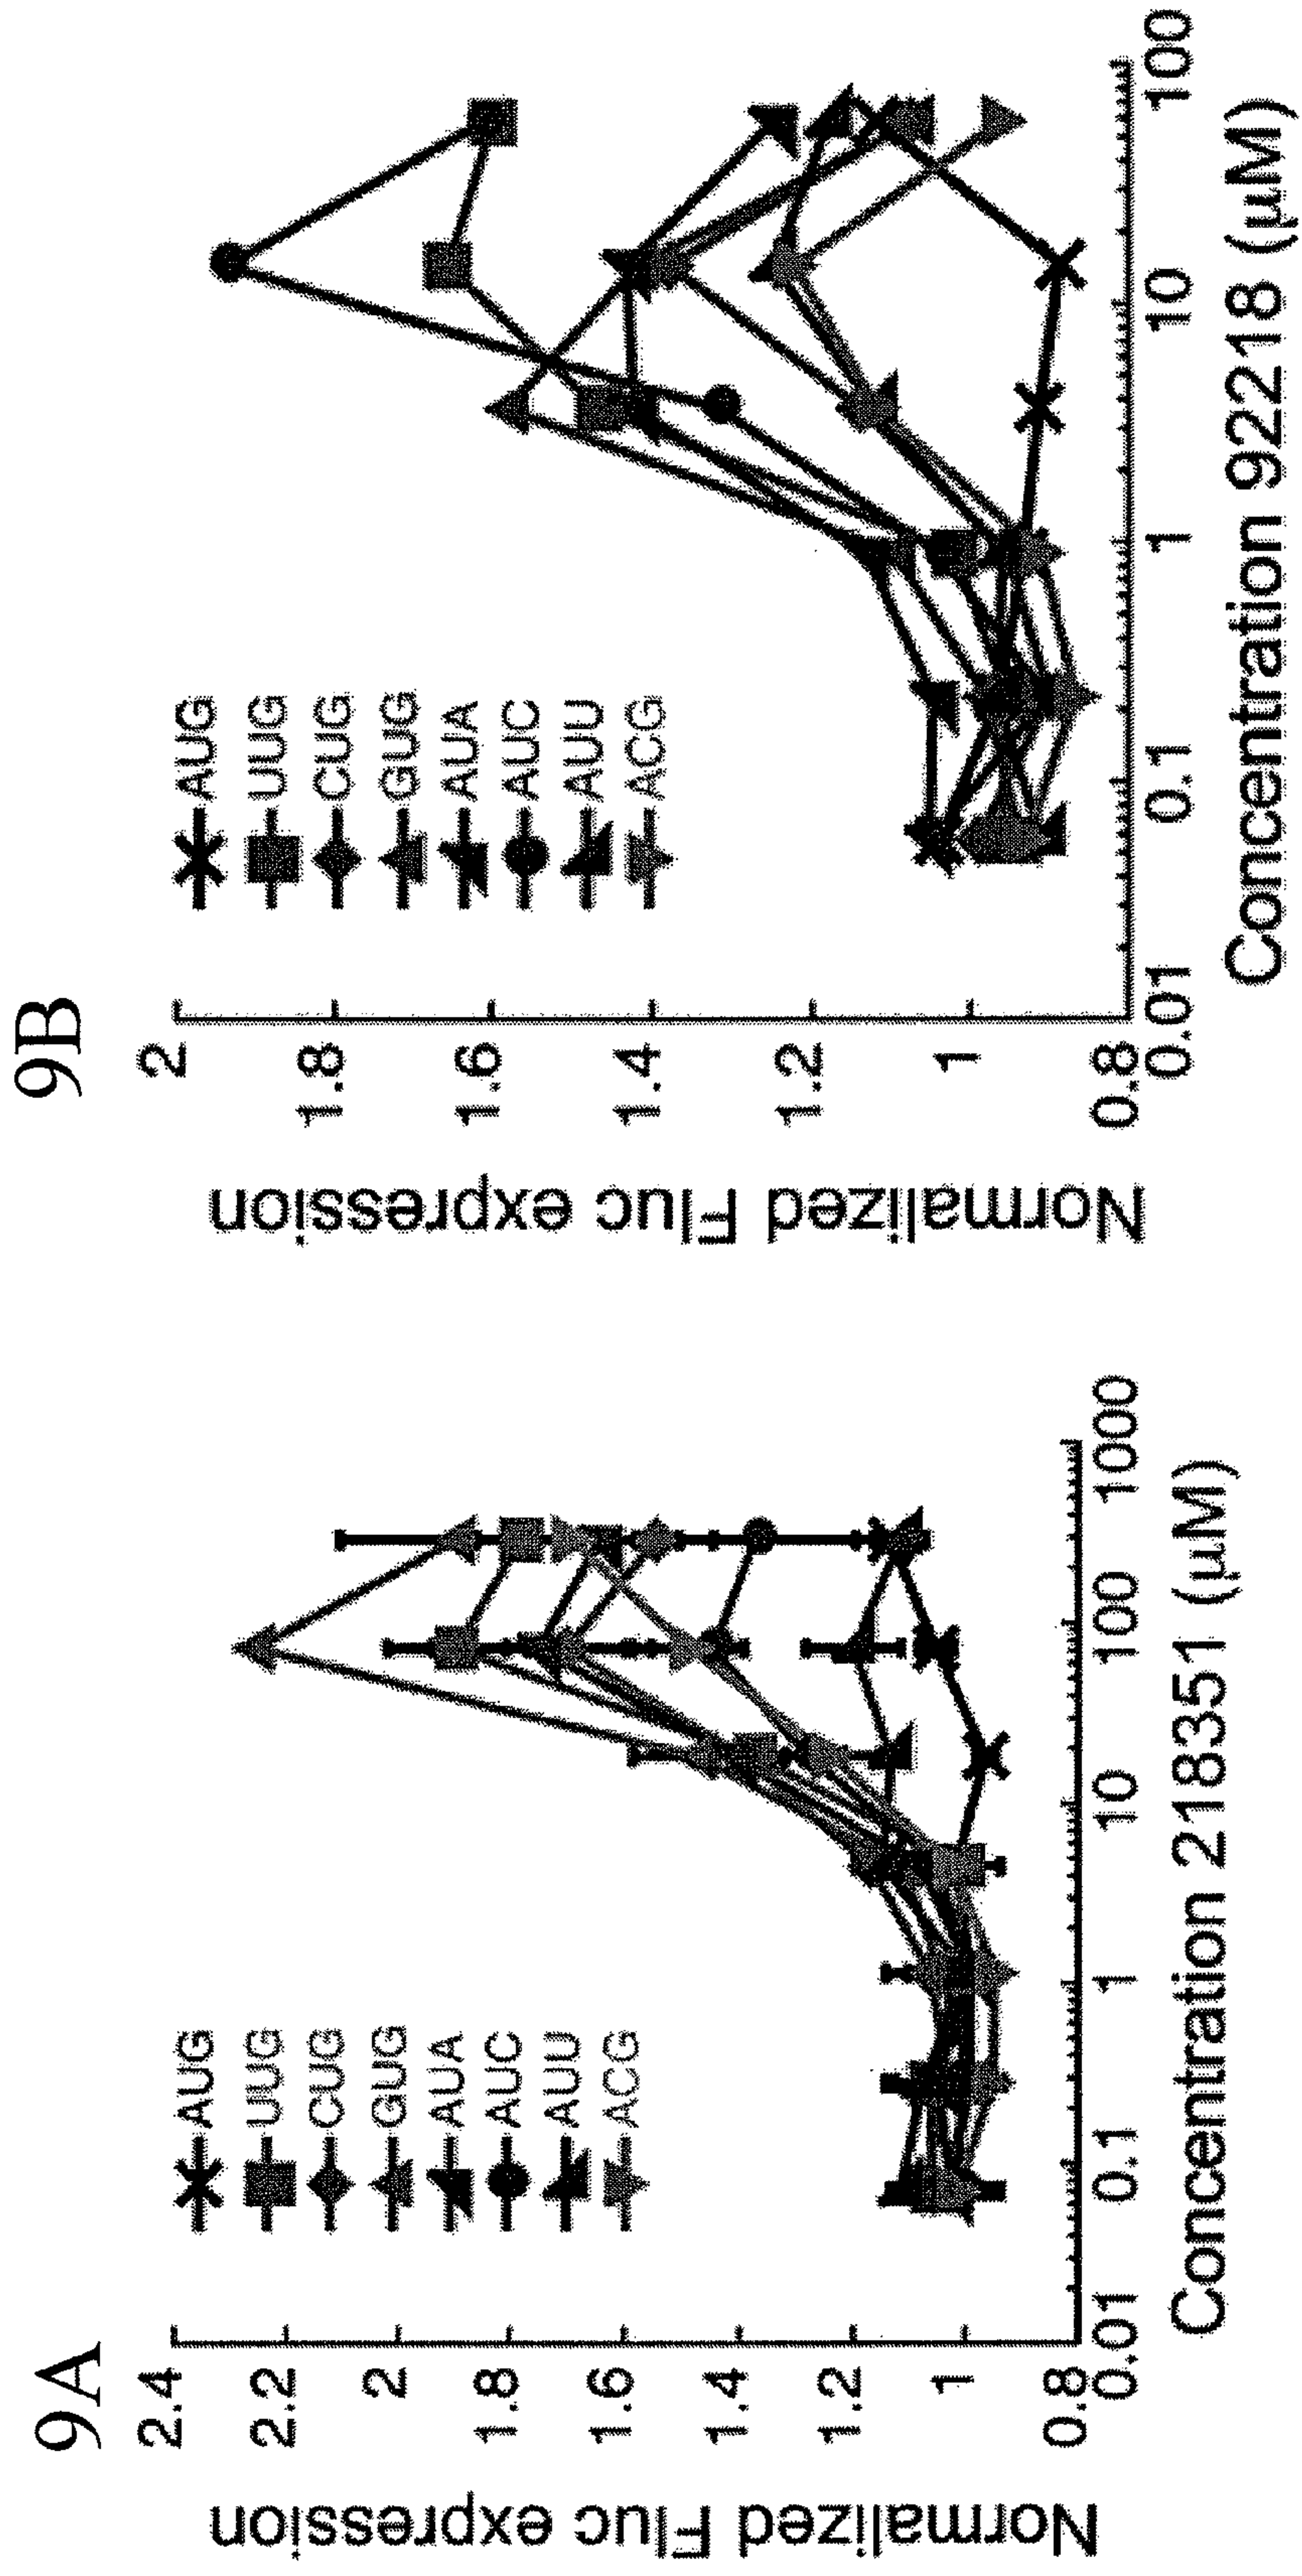 9A
Normalized Fluc expression
2.4
2.2
2
1.8
1.6
1.4
1.2
1
0.8
AUG
UUG
CUG
GUG
AUA
AUC
AUU
ACG
0.01 0.1 1 10 100 1000
Concentration 218351 (µM)
9B
Normalized Fluc expression
2
1.8
1.6
1.4
1.2
1
0.8
AUG
UUG
CUG
GUG
AUA
AUC
AUU
ACG
0.01 0.1 1 10 100
Concentration 92218 (µM)